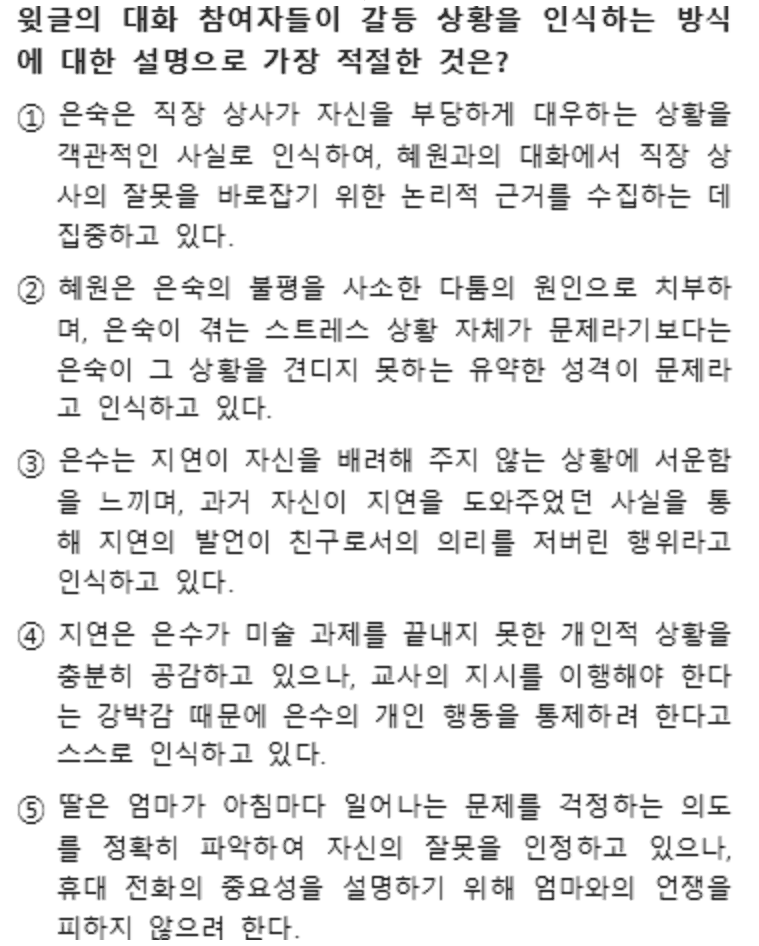 윗글의 대화 참여자들이 갈등 상황을 인식하는 방식
에 대한 설명으로 가장 적절한 것은?
① 은숙은 직장 상사가 자신을 부당하게 대우하는 상황을
객관적인 사실로 인식하여, 혜원과의 대화에서 직장 상
사의 잘못을 바로잡기 위한 논리적 근거를 수집하는 데
집중하고 있다.
② 혜원은 은숙의 불평을 사소한 다툼의 원인으로 치부하
며, 은숙이 겪는 스트레스 상황 자체가 문제라기보다는
은숙이 그 상황을 견디지 못하는 유약한 성격이 문제라
고 인식하고 있다.
③ 은수는 지연이 자신을 배려해 주지 않는 상황에 서운함
을 느끼며, 과거 자신이 지연을 도와주었던 사실을 통
해 지연의 발언이 친구로서의 의리를 저버린 행위라고
인식하고 있다.
④ 지연은 은수가 미술 과제를 끝내지 못한 개인적 상황을
충분히 공감하고 있으나, 교사의 지시를 이행해야 한다
는 강박감 때문에 은수의 개인 행동을 통제하려 한다고
스스로 인식하고 있다.
⑤ 딸은 엄마가 아침마다 일어나는 문제를 걱정하는 의도
를 정확히 파악하여 자신의 잘못을 인정하고 있으나,
휴대 전화의 중요성을 설명하기 위해 엄마와의 언쟁을
피하지 않으려 한다.